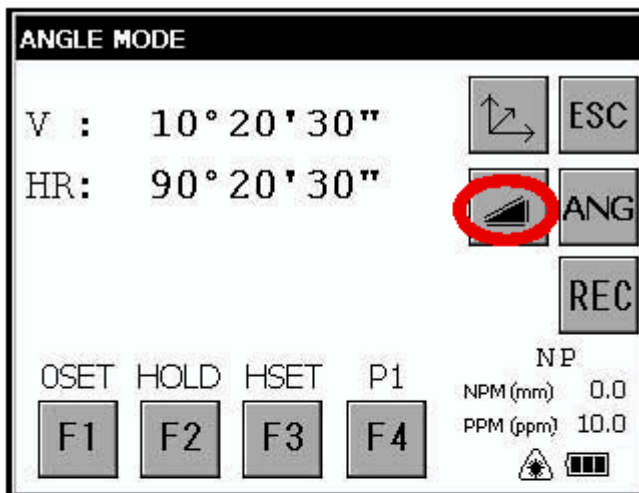 ANGLE MODE
V : 10°20'30"
HR: 90°20'30"
ESC
ANG
REC
0SET HOLD HSET P1
F1 F2 F3 F4
NP
NPM (mm) 0.0
PPM (ppm) 10.0